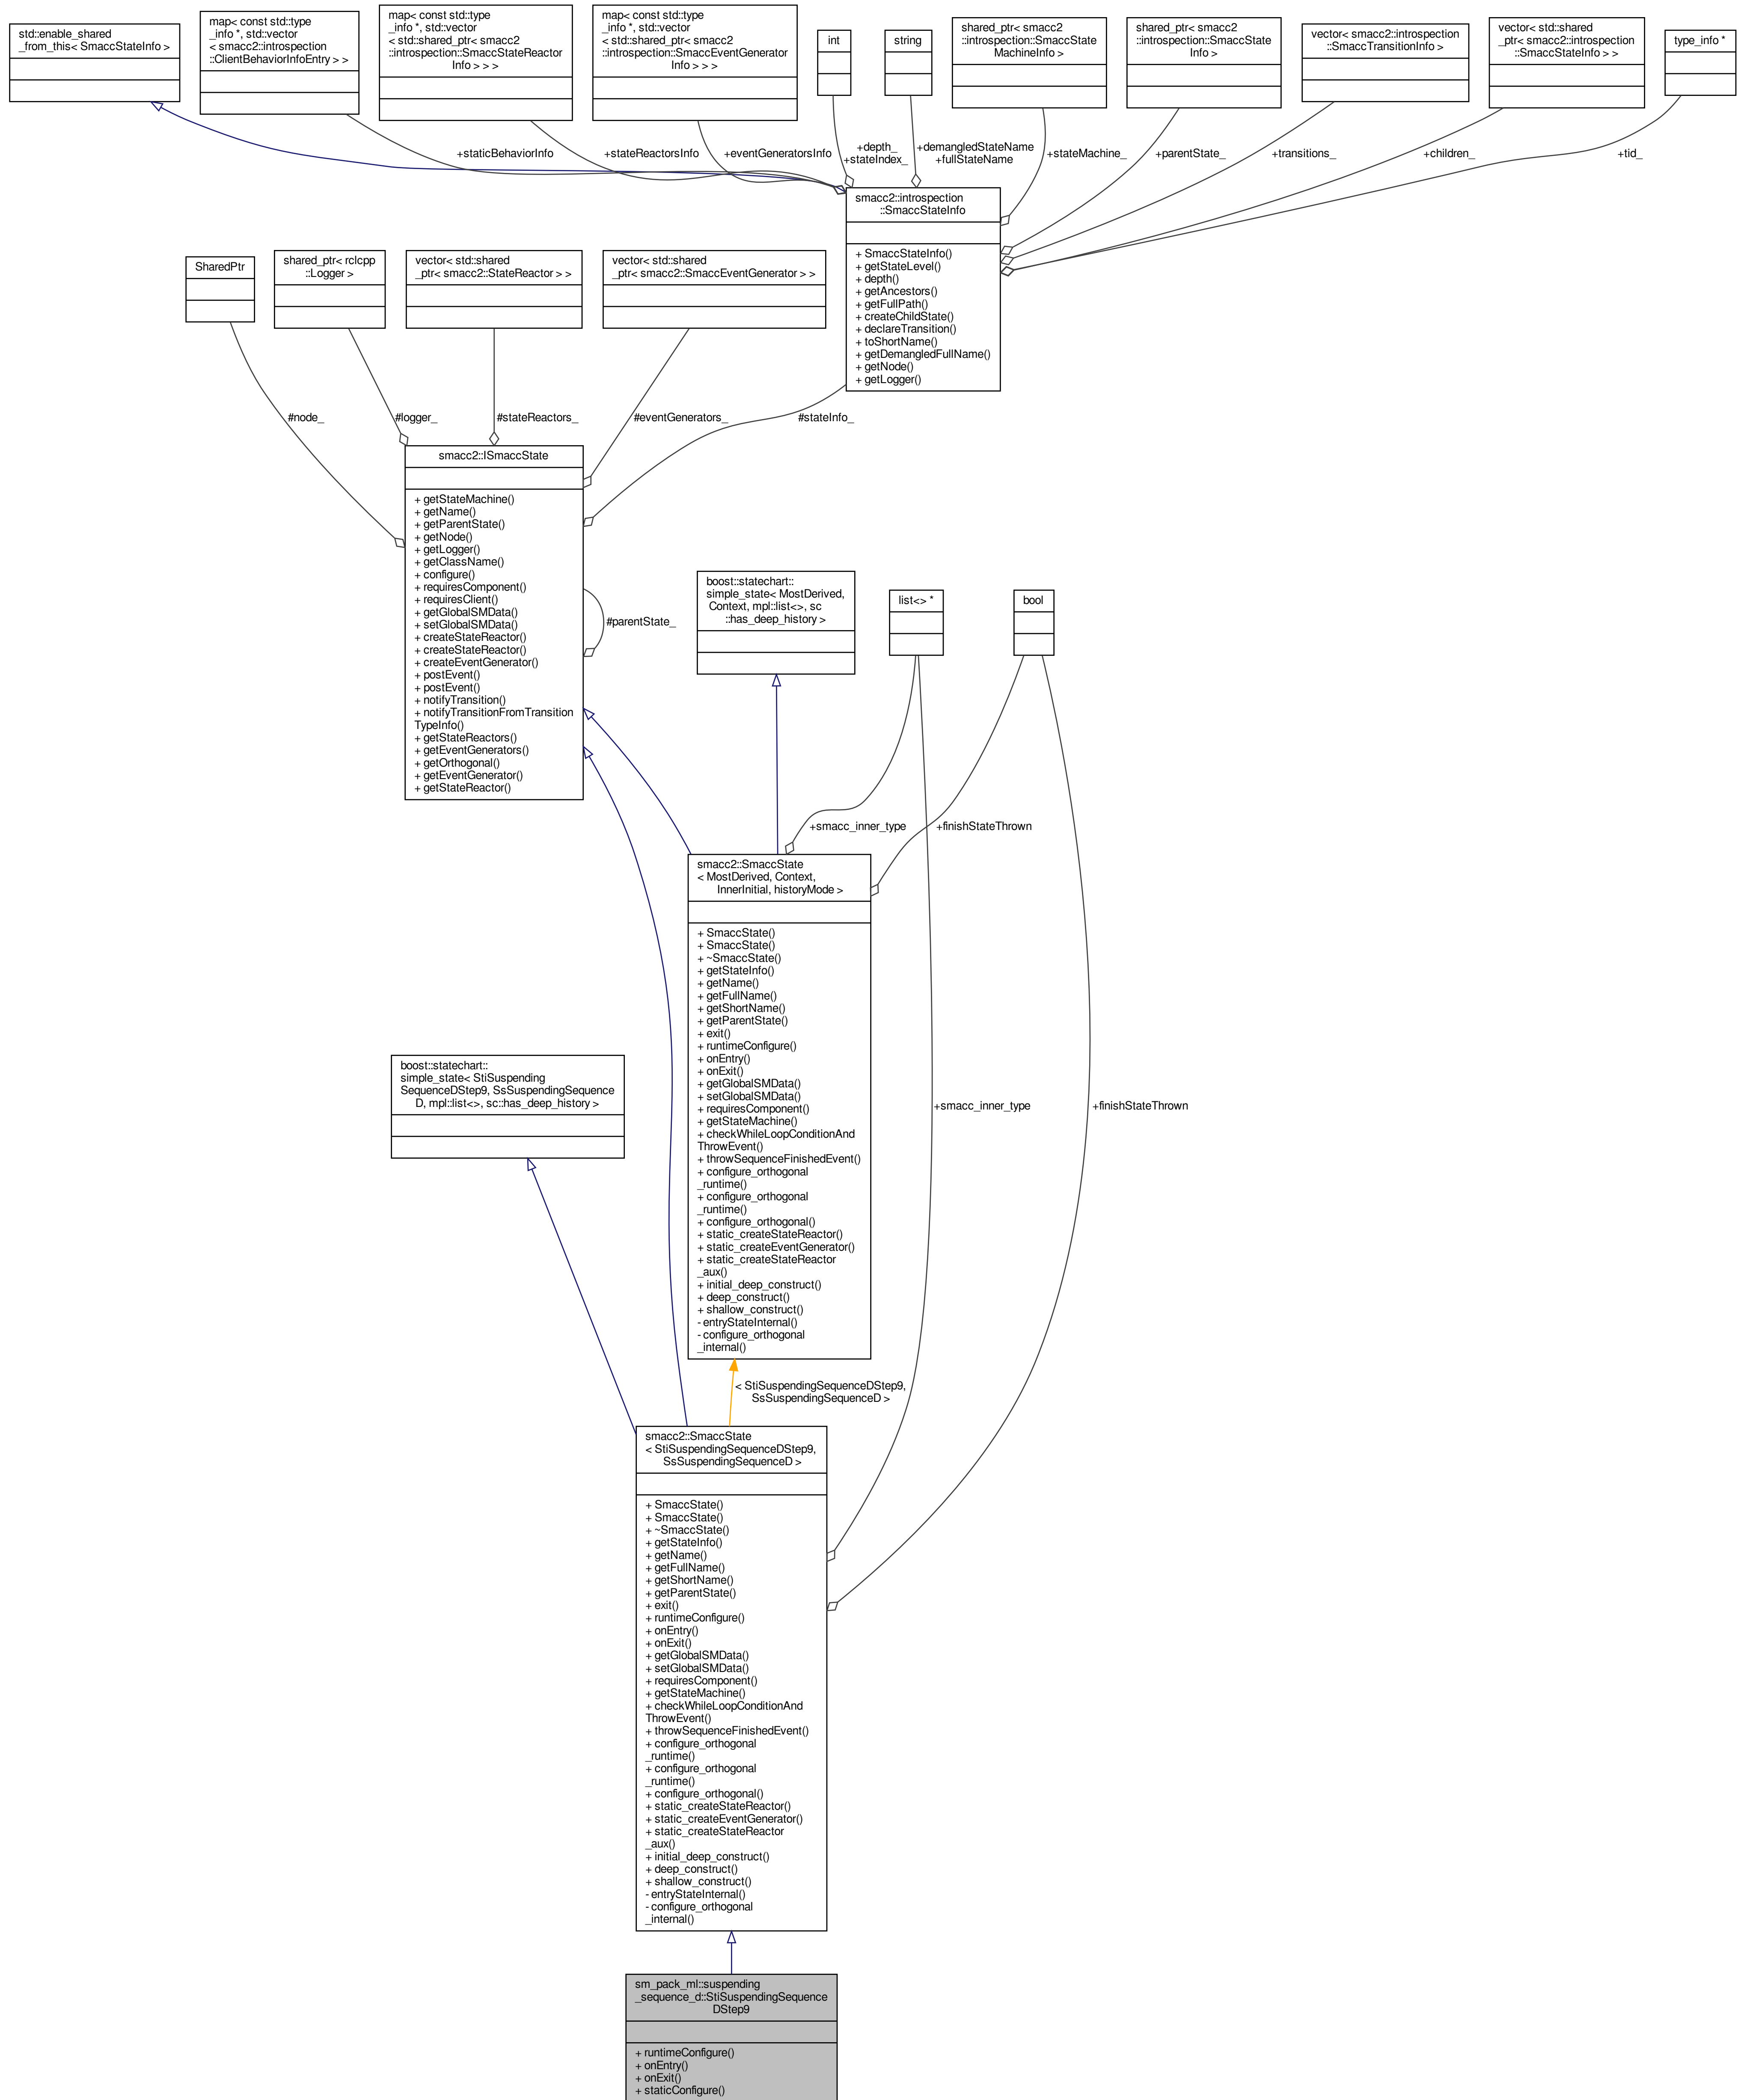 std::enable_shared
_from_this< SmaccStateInfo >
map< const std::type
_info *, std::vector
< smacc2::introspection
::ClientBehaviorInfoEntry > >
map< const std::type
_info *, std::vector
< std::shared_ptr< smacc2
::introspection::SmaccStateReactor
Info > > >
map< const std::type
_info *, std::vector
< std::shared_ptr< smacc2
::introspection::SmaccEventGenerator
Info > > >
int
string
shared_ptr< smacc2
::introspection::SmaccState
MachineInfo >
shared_ptr< smacc2
::introspection::SmaccState
Info >
vector< smacc2::introspection
::SmaccTransitionInfo >
vector< std::shared
_ptr< smacc2::introspection
::SmaccStateInfo > >
type_info *
+staticBehaviorInfo
+stateReactorsInfo
+eventGeneratorsInfo
+depth_
+stateIndex_
+demangledStateName
+fullStateName
+stateMachine_
+parentState_
+transitions_
+children_
+tid_
smacc2::introspection
::SmaccStateInfo
+ SmaccStateInfo()
+ getStateLevel()
+ depth()
+ getAncestors()
+ getFullPath()
+ createChildState()
+ declareTransition()
+ toShortName()
+ getDemangledFullName()
+ getNode()
+ getLogger()
SharedPtr
shared_ptr< rclcpp
::Logger >
vector< std::shared
_ptr< smacc2::StateReactor > >
vector< std::shared
_ptr< smacc2::SmaccEventGenerator > >
#node_
#logger_
#stateReactors_
#eventGenerators_
#stateInfo_
smacc2::ISmaccState
+ getStateMachine()
+ getName()
+ getParentState()
+ getNode()
+ getLogger()
+ getClassName()
+ configure()
+ requiresComponent()
+ requiresClient()
+ getGlobalSMData()
+ setGlobalSMData()
+ createStateReactor()
+ createStateReactor()
+ createEventGenerator()
+ postEvent()
+ postEvent()
+ notifyTransition()
+ notifyTransitionFromTransition
TypeInfo()
+ getStateReactors()
+ getEventGenerators()
+ getOrthogonal()
+ getEventGenerator()
+ getStateReactor()
#parentState_
boost::statechart::
simple_state< MostDerived,
Context, mpl::list<>, sc
::has_deep_history >
list<> *
bool
+smacc_inner_type
+finishStateThrown
smacc2::SmaccState
< MostDerived, Context,
InnerInitial, historyMode >
+ SmaccState()
+ SmaccState()
+ ~SmaccState()
+ getStateInfo()
+ getName()
+ getFullName()
+ getShortName()
+ getParentState()
+ exit()
+ runtimeConfigure()
+ onEntry()
+ onExit()
+ getGlobalSMData()
+ setGlobalSMData()
+ requiresComponent()
+ getStateMachine()
+ checkWhileLoopConditionAnd
ThrowEvent()
+ throwSequenceFinishedEvent()
+ configure_orthogonal
_runtime()
+ configure_orthogonal
_runtime()
+ configure_orthogonal()
+ static_createStateReactor()
+ static_createEventGenerator()
+ static_createStateReactor
_aux()
+ initial_deep_construct()
+ deep_construct()
+ shallow_construct()
- entryStateInternal()
- configure_orthogonal
_internal()
boost::statechart::
simple_state< StiSuspending
SequenceDStep9, SsSuspendingSequence
D, mpl::list<>, sc::has_deep_history >
+smacc_inner_type
+finishStateThrown
< StiSuspendingSequenceDStep9,
SsSuspendingSequenceD >
smacc2::SmaccState
< StiSuspendingSequenceDStep9,
SsSuspendingSequenceD >
+ SmaccState()
+ SmaccState()
+ ~SmaccState()
+ getStateInfo()
+ getName()
+ getFullName()
+ getShortName()
+ getParentState()
+ exit()
+ runtimeConfigure()
+ onEntry()
+ onExit()
+ getGlobalSMData()
+ setGlobalSMData()
+ requiresComponent()
+ getStateMachine()
+ checkWhileLoopConditionAnd
ThrowEvent()
+ throwSequenceFinishedEvent()
+ configure_orthogonal
_runtime()
+ configure_orthogonal
_runtime()
+ configure_orthogonal()
+ static_createStateReactor()
+ static_createEventGenerator()
+ static_createStateReactor
_aux()
+ initial_deep_construct()
+ deep_construct()
+ shallow_construct()
- entryStateInternal()
- configure_orthogonal
_internal()
sm_pack_ml::suspending
_sequence_d::StiSuspendingSequence
DStep9
+ runtimeConfigure()
+ onEntry()
+ onExit()
+ staticConfigure()